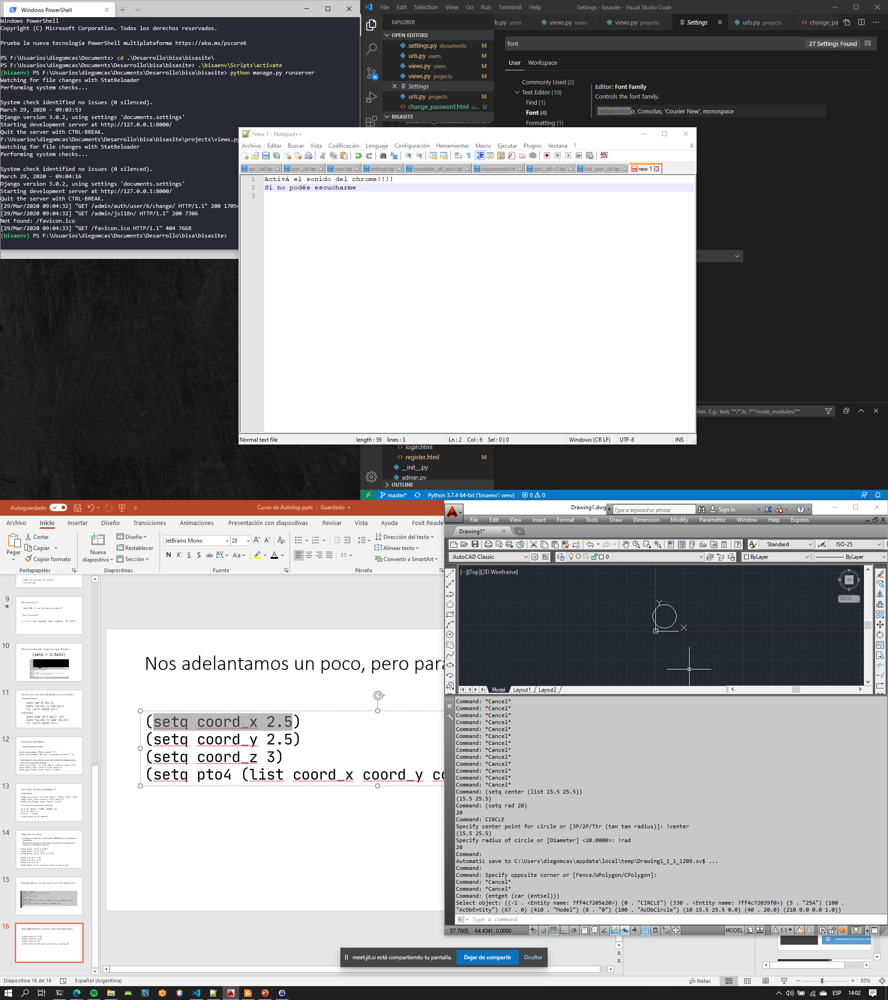 Windows PowerShell
Windows PowerShell
Copyright (C) Microsoft Corporation. Todos los derechos reservados.
Prueba la nueva tecnología PowerShell multiplataforma https://aka.ms/pscore6
PS F:\Usuarios\diegomcas\Documents> cd .\Desarrollo\bisa\bisasite\
PS F:\Usuarios\diegomcas\Documents\Desarrollo\bisa\bisasite> .\bisaenv\Scripts\activate
(bisaenv) PS F:\Usuarios\diegomcas\Documents\Desarrollo\bisa\bisasite> python manage.py runserver
Watching for file changes with StatReloader
Performing system checks...
System check identified no issues (0 silenced).
March 29, 2020 - 09:03:53
Django version 3.0.2, using settings 'documents.settings'
Starting development server at http://127.0.0.1:8000/
Quit the server with CTRL-BREAK.
F:\Usuarios\diegomcas\Documents\Desarrollo\bisa\bisasite\projects\views.py
Watching for file changes with StatReloader
Performing system checks...
System check identified no issues (0 silenced).
March 29, 2020 - 09:04:16
Django version 3.0.2, using settings 'documents.settings'
Starting development server at http://127.0.0.1:8000/
Quit the server with CTRL-BREAK.
[29/Mar/2020 09:04:32] "GET /admin/auth/user/6/change/ HTTP/1.1" 200 17054
[29/Mar/2020 09:04:32] "GET /admin/jsi18n/ HTTP/1.1" 200 7306
Not Found: /favicon.ico
[29/Mar/2020 09:04:33] "GET /favicon.ico HTTP/1.1" 404 7668
(bisaenv) PS F:\Usuarios\diegomcas\Documents\Desarrollo\bisa\bisasite>
File Edit Selection View Go Run Terminal Help Settings - bisasite - Visual Studio Code
EXPLORER
ls.py users views.py users views.py projects Settings urls.py projects change_pa
OPEN EDITORS
settings.py documents M
urls.py users M
views.py users M
views.py projects M
Settings
urls.py projects M
change_password.html u... U
BISASITE
16
font
27 Settings Found
User Workspace
Commonly Used (2)
Text Editor (10)
Find (1)
Font (4)
Formatting (1)
Editor: Font Family
Controls the font family.
JetBainsMono, Consolas, 'Courier New', monospace
ilter. E.g.: text, **/*.ts, !**/node_modules/**
login.html
register.html M
__init__.py
admin.py
OUTLINE
master* Python 3.7.4 64-bit ('bisaenv': venv) 0 0
*new 1 - Notepad++
Archivo Editar Buscar Vista Codificación Lenguaje Configuración Herramientas Macro Ejecutar Plugins Ventana ? X
api_call.lsp json_util.lsp main.lsp settings.lsp transelate_utf_ascii.lsp requeriments.txt json_util-v2.lsp test_json_util.lsp new 1
1 Activá el sonido del chrome!!!!
2 Si no podés escucharme
3
Normal text file length : 59 lines : 3 Ln : 2 Col : 6 Sel : 0 | 0 Windows (CR LF) UTF-8 INS
Autoguardado Curso de Autolisp.pptx - Guardado
Archivo Inicio Insertar Diseño Transiciones Animaciones Presentación con diapositivas Revisar Vista Ayuda Foxit Reade
Pegar
Cortar
Copiar
Copiar formato
Portapapeles
Nueva diapositiva
Diseño
Restablecer
Sección
Diapositivas
JetBrains Mono 28
N K S S ab AV Aa
Fuente
Dirección del texto
Alinear texto
Convertir a SmartArt
Párrafo
9
10
Pero es Autocad... hagamos que dibuje!!!
(setq r 2.5634)
11
12
Más tipos de datos
13
14
Sigamos con listas.
15
16
Nos adelantamos un poco, pero para que vean...
Nos adelantamos un poco, pero para
(setq coord_x 2.5)
(setq coord_y 2.5)
(setq coord_z 3)
(setq pto4 (list coord_x coord_y co
Diapositiva 16 de 16 Español (Argentina) Notas 85%
Drawing1.dwg Type a keyword or phrase Sign In
File Edit View Insert Format Tools Draw Dimension Modify Parametric Window Help Express
Drawing1*
Standard ISO-25
AutoCAD Classic 0 ByLayer ByLayer
[−][Top][2D Wireframe]
N
W TOP E
S
WCS
Y
X
Model Layout1 Layout2
Command: *Cancel*
Command: *Cancel*
Command: *Cancel*
Command: *Cancel*
Command: *Cancel*
Command: *Cancel*
Command: *Cancel*
Command: *Cancel*
Command: *Cancel*
Command: *Cancel*
Command: *Cancel*
Command: *Cancel*
Command: *Cancel*
Command: (setq center (list 15.5 25.5))
(15.5 25.5)
Command: (setq rad 20)
20
Command: CIRCLE
Specify center point for circle or [3P/2P/Ttr (tan tan radius)]: !center
(15.5 25.5)
Specify radius of circle or [Diameter] <20.0000>: !rad
20
Command:
Automatic save to C:\Users\diegomcas\appdata\local\temp\Drawing1_1_1_1209.sv$ ...
Command:
Command: Specify opposite corner or [Fence/WPolygon/CPolygon]:
Command: *Cancel*
Command: *Cancel*
Command: (entget (car (entsel)))
Select object: ((-1 . <Entity name: 7ff4c7205e20>) (0 . "CIRCLE") (330 . <Entity name: 7ff4c72039f0>) (5 . "25A") (100 .
"AcDbEntity") (67 . 0) (410 . "Model") (8 . "0") (100 . "AcDbCircle") (10 15.5 25.5 0.0) (40 . 20.0) (210 0.0 0.0 1.0))
Type a command
57.7805, -64.4341, 0.0000 MODEL 1:1
meet.jit.si está compartiendo tu pantalla. Dejar de compartir Ocultar
ESP 14:02